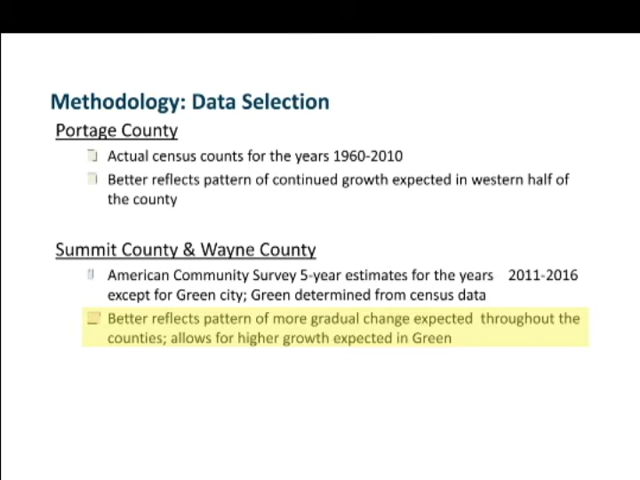 Methodology: Data Selection
Portage County
Actual census counts for the years 1960-2010
Better reflects pattern of continued growth expected in western half of
the county
Summit County & Wayne County
American Community Survey 5-year estimates for the years 2011-2016
except for Green city; Green determined from census data
Better reflects pattern of more gradual change expected throughout the
counties; allows for higher growth expected in Green